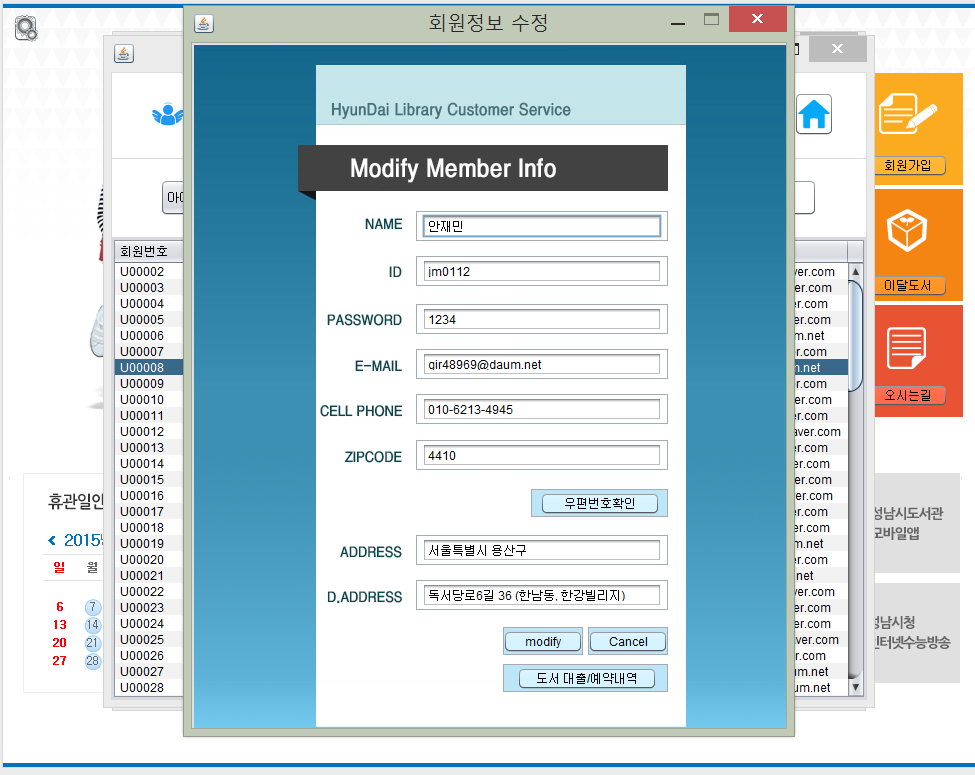 회원정보 수정
HyunDai Library Customer Service
Modify Member Info
NAME 안재민
ID jm0112
PASSWORD 1234
E-MAIL gir48969@daum.net
CELL PHONE 010-6213-4945
ZIPCODE 4410
우편번호확인
ADDRESS 서울특별시 용산구
D.ADDRESS 독서당로6길 36 (한남동, 한강빌리지)
modify Cancel
도서 대출/예약내역
회원번호
U00002 ver.com
U00003 er.com
U00004 er.com
U00005 er.com
U00006 m.net
U00007 r.com
U00008 m.net
U00009 er.com
U00010 er.com
U00011 er.com
U00012 aver.com
U00013 er.com
U00014 er.com
U00015 er.com
U00016 er.com
U00017 er.com
U00018 er.com
U00019 m.net
U00020 er.com
U00021 net
U00022 ver.com
U00023 er.com
U00024 er.com
U00025 ver.com
U00026 r.com
U00027 um.net
U00028 um.net
회원가입
이달도서
오시는길
휴관일안
2015
일 월
6 7
13 14
20 21
27 28
성남시도서관
모바일앱
성남시청
인터넷수능방송